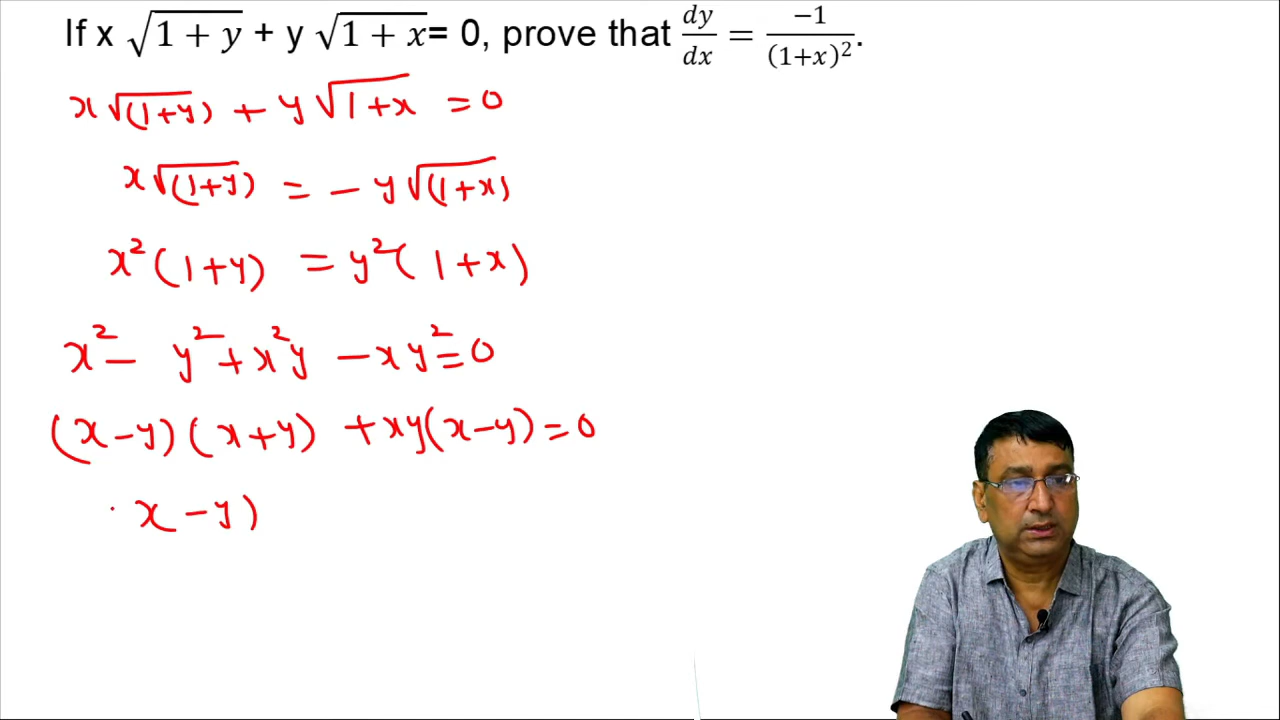 If x √(1 + y) + y √(1 + x)= 0, prove that dy/dx = −1/(1+x)².
x √(1+y) + y √1+x = 0
x √(1+y) = − y √(1+x)
x² (1+y) = y² (1+x)
x² − y² + x²y − xy² = 0
(x−y) (x+y) + xy(x−y) = 0
x − y)